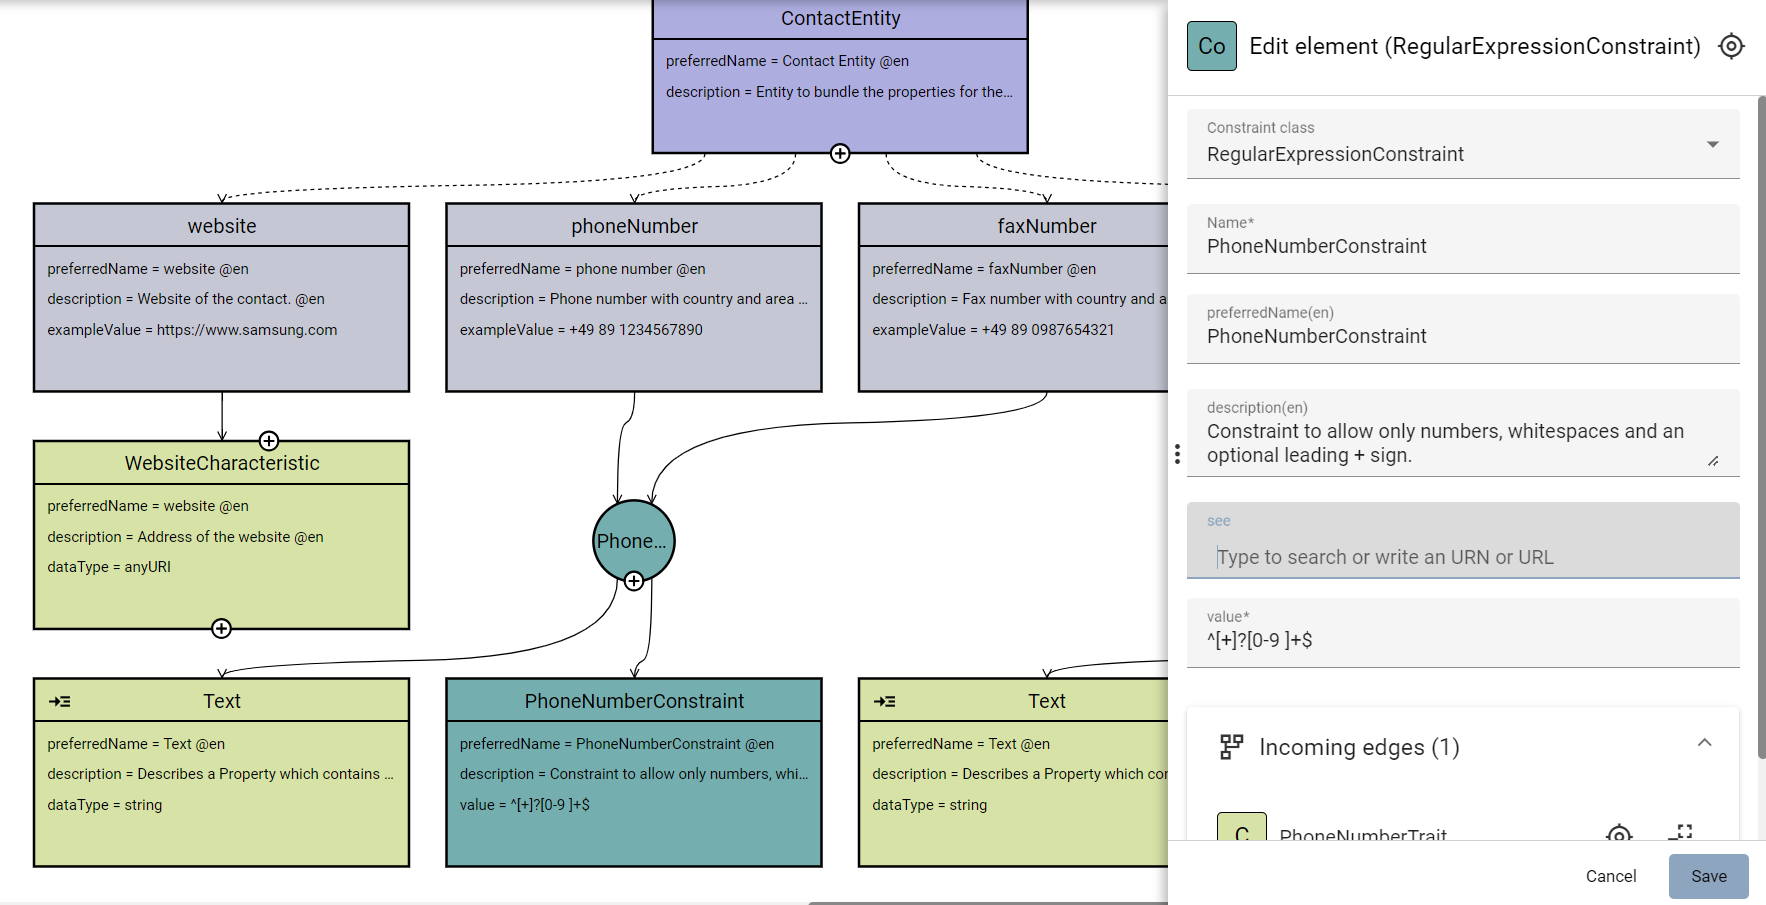 ContactEntity
preferredName = Contact Entity @en
description = Entity to bundle the properties for the...
website
preferredName = website @en
description = Website of the contact. @en
exampleValue = https://www.samsung.com
phoneNumber
preferredName = phone number @en
description = Phone number with country and area ...
exampleValue = +49 89 1234567890
faxNumber
preferredName = faxNumber @en
description = Fax number with country and a
exampleValue = +49 89 0987654321
WebsiteCharacteristic
preferredName = website @en
description = Address of the website @en
dataType = anyURI
Phone...
Text
preferredName = Text @en
description = Describes a Property which contains ...
dataType = string
PhoneNumberConstraint
preferredName = PhoneNumberConstraint @en
description = Constraint to allow only numbers, whi...
value = ^[+]?[0-9 ]+$
Text
preferredName = Text @en
description = Describes a Property which cor
dataType = string
Co
Edit element (RegularExpressionConstraint)
Constraint class
RegularExpressionConstraint
Name*
PhoneNumberConstraint
preferredName(en)
PhoneNumberConstraint
description(en)
Constraint to allow only numbers, whitespaces and an
optional leading + sign.
see
Type to search or write an URN or URL
value*
^[+]?[0-9 ]+$
Incoming edges (1)
C
PhoneNumberTrait
Cancel
Save